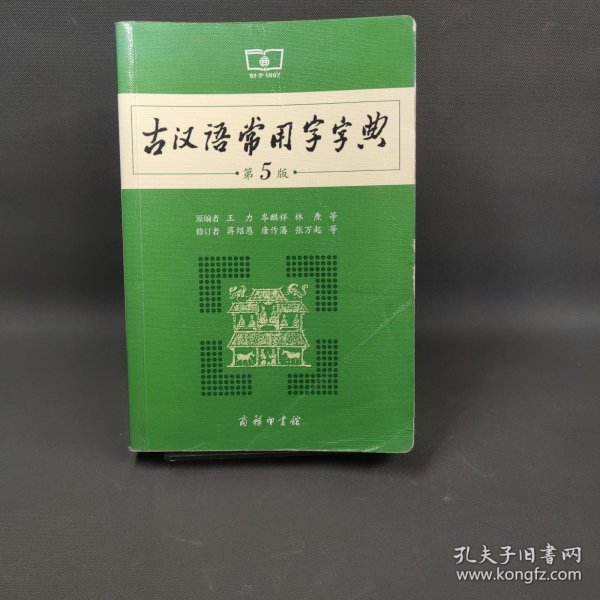 创于1897
古汉语常用字字典
·第5版·
原编者 王 力 岑麒祥 林 焘 等
修订者 蒋绍愚 唐作藩 张万起 等
商务印书馆
孔夫子旧书网
www.kongfz.com